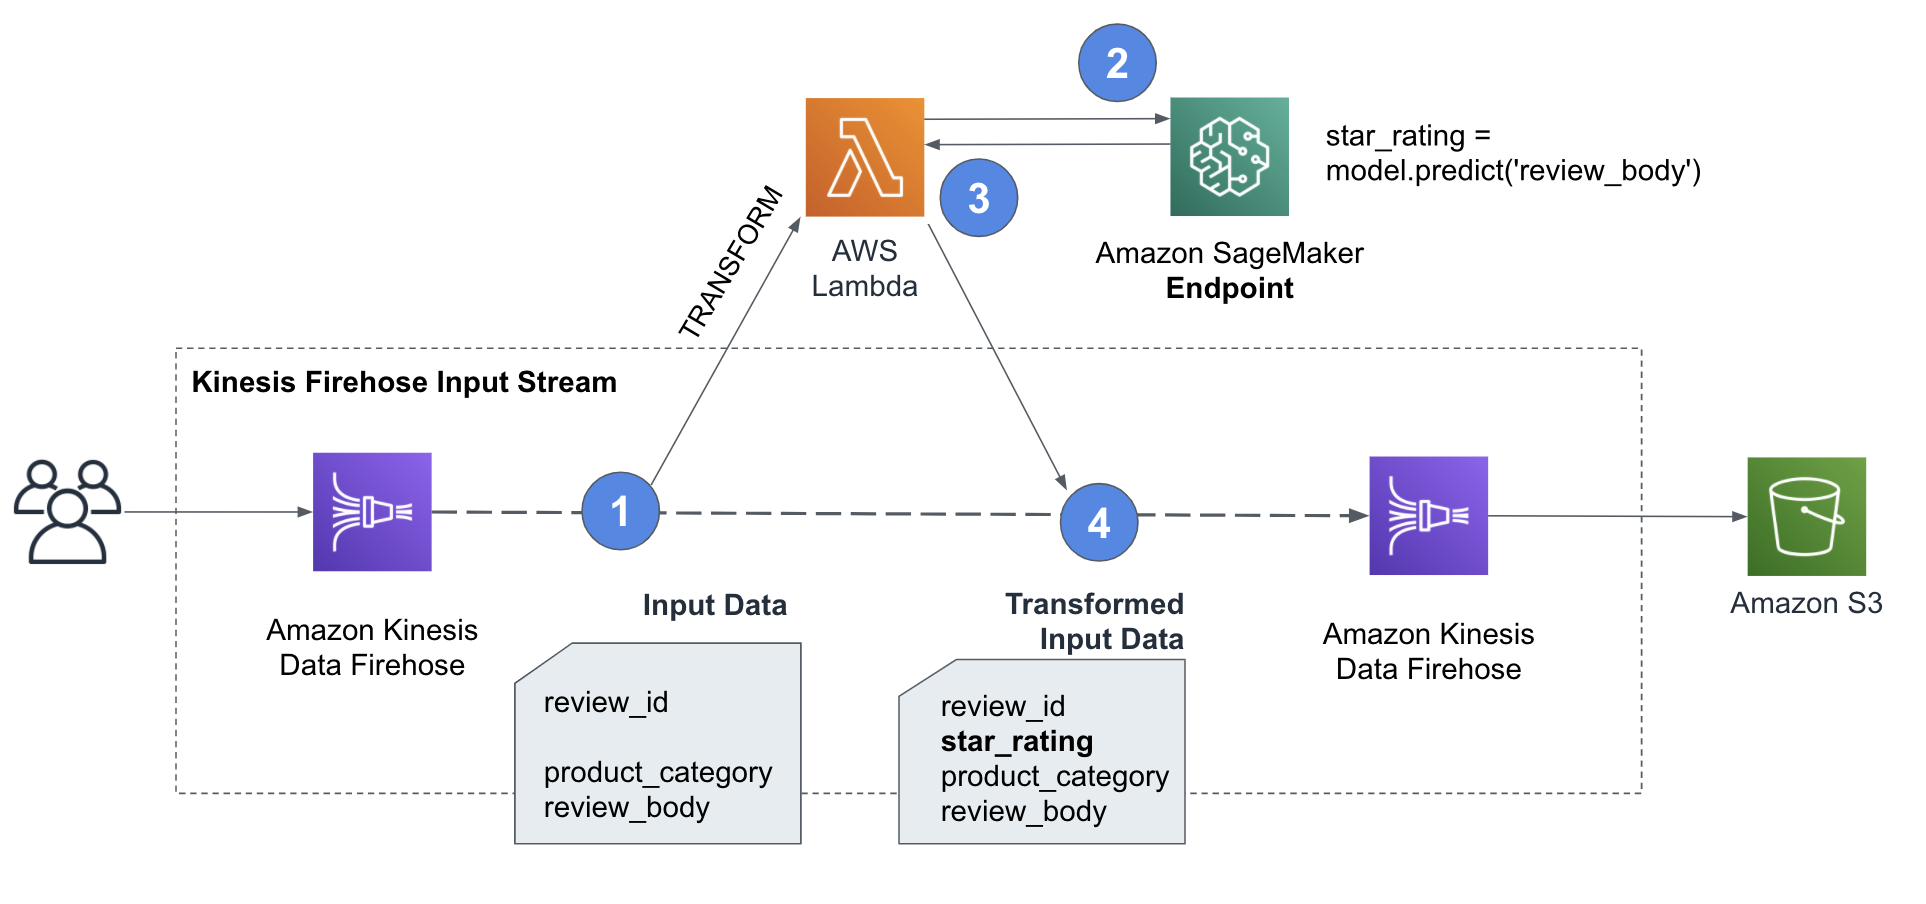 2
star_rating =
model.predict('review_body')
3
TRANSFORM
AWS
Lambda
Amazon SageMaker
Endpoint
Kinesis Firehose Input Stream
1
4
Amazon Kinesis
Data Firehose
Input Data
review_id
product_category
review_body
Transformed
Input Data
review_id
star_rating
product_category
review_body
Amazon Kinesis
Data Firehose
Amazon S3